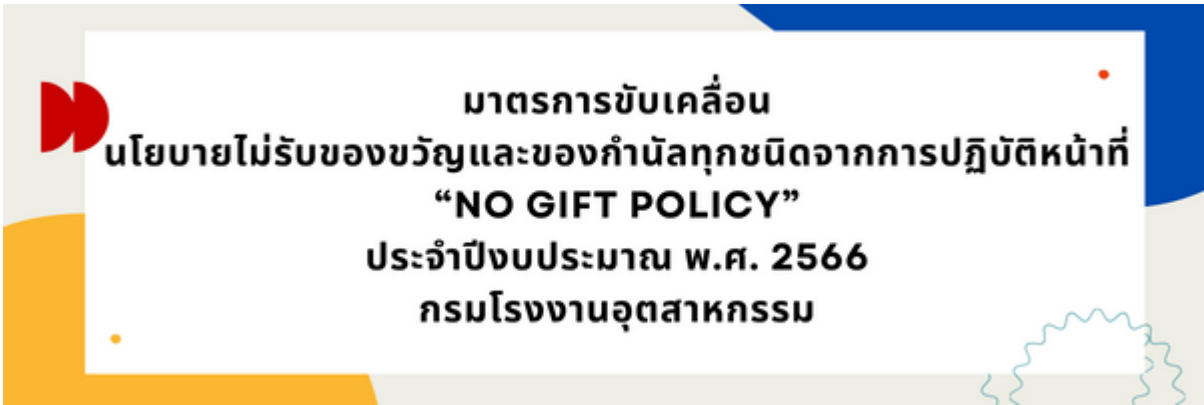 มาตรการขับเคลื่อน
นโยบายไม่รับของขวัญและของกำนัลทุกชนิดจากการปฏิบัติหน้าที่
“NO GIFT POLICY”
ประจำปีงบประมาณ พ.ศ. 2566
กรมโรงงานอุตสาหกรรม